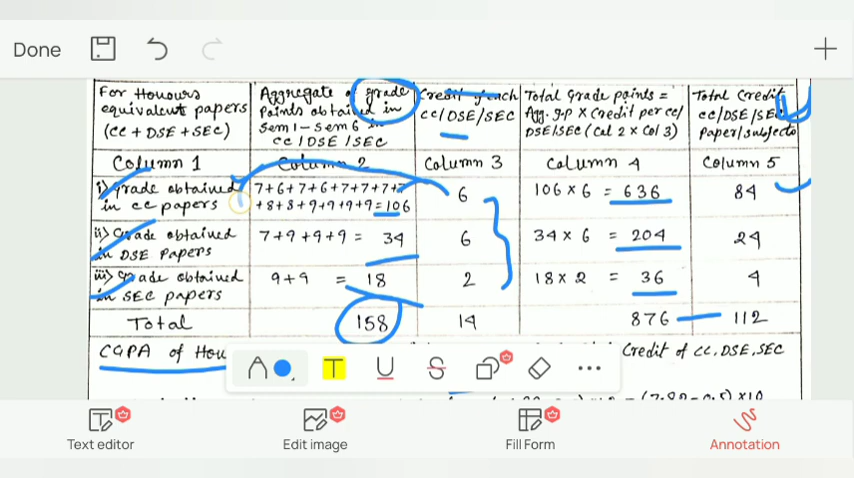 Done
For Honours
equivalent papers
(CC + DSE + SEC)
Aggregate of grade
Points obtained in
Sem 1 - Sem 6 in
CC / DSE / SEC
Credit of each
CC/DSE/SEC
Total Grade points =
Agg. g.p X Credit per CC/
DSE/SEC (Col 2 x Col 3)
Total Credit
CC/DSE/SEC
Paper/subjects
Column 1
Column 2
Column 3
Column 4
Column 5
i) Grade obtained
in CC papers
7+6+7+6+7+7+7+7
+8+8+9+9+9+9=106
6
106 x 6 = 636
84
ii) Grade obtained
in DSE Papers
7+9+9+9 = 34
6
34 x 6 = 204
24
iii) Grade obtained
in SEC papers
9+9 = 18
2
18 x 2 = 36
4
Total
158
14
876
112
CGPA of Hou
Credit of CC, DSE, SEC
Text editor
Edit image
Fill Form
Annotation